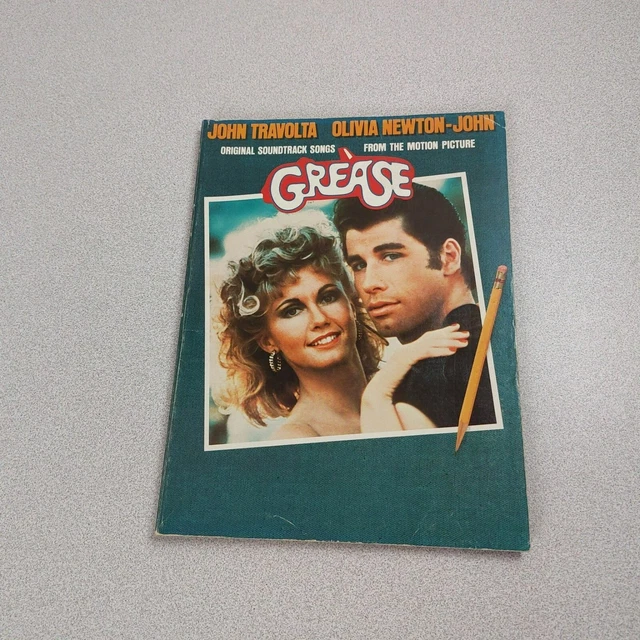 JOHN TRAVOLTA OLIVIA NEWTON-JOHN
ORIGINAL SOUNDTRACK SONGS FROM THE MOTION PICTURE
GREASE